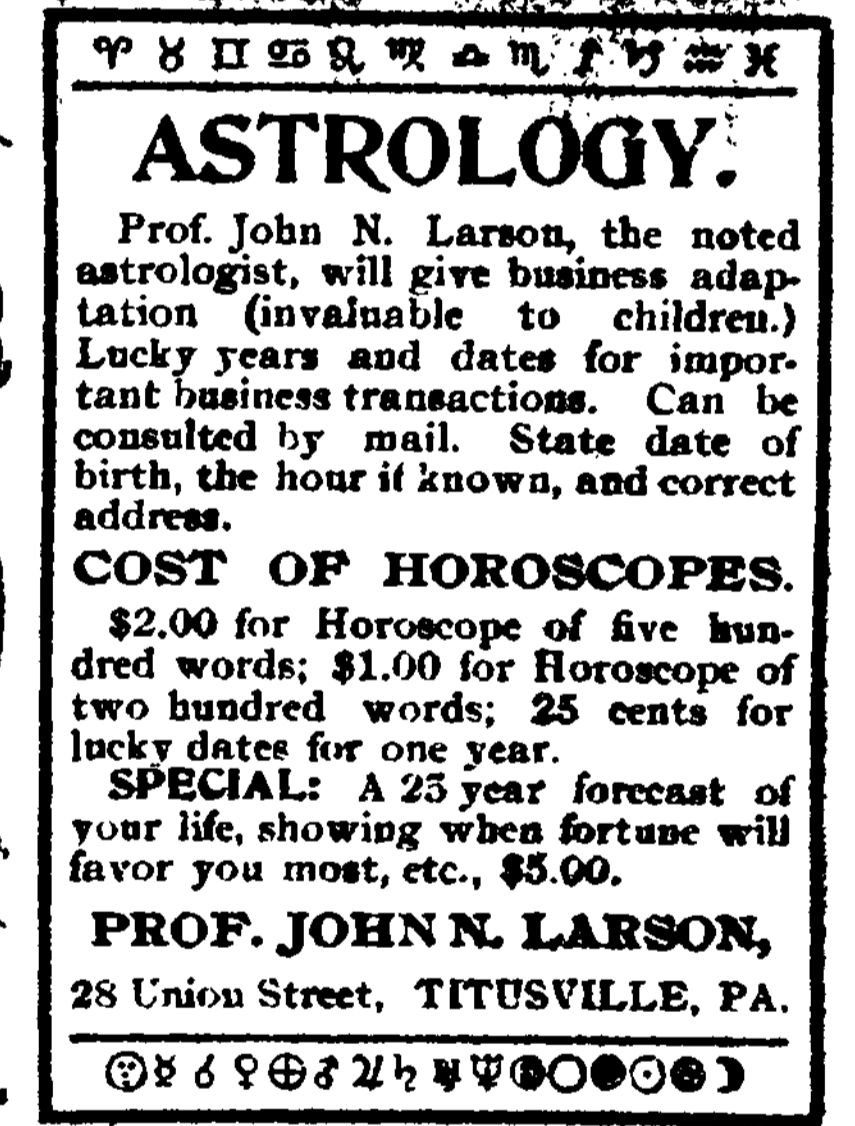 ♈ ♉ ♊ ♋ ♌ ♍ ♎ ♏ ♐ ♑ ♒ ♓
ASTROLOGY.
Prof. John N. Larson, the noted
astrologist, will give business adap-
tation (invaluable to children.)
Lucky years and dates for impor-
tant business transactions. Can be
consulted by mail. State date of
birth, the hour if known, and correct
address.
COST OF HOROSCOPES.
$2.00 for Horoscope of five hun-
dred words; $1.00 for Horoscope of
two hundred words; 25 cents for
lucky dates for one year.
SPECIAL: A 25 year forecast of
your life, showing when fortune will
favor you most, etc., $5.00.
PROF. JOHN N. LARSON,
28 Union Street, TITUSVILLE, PA.